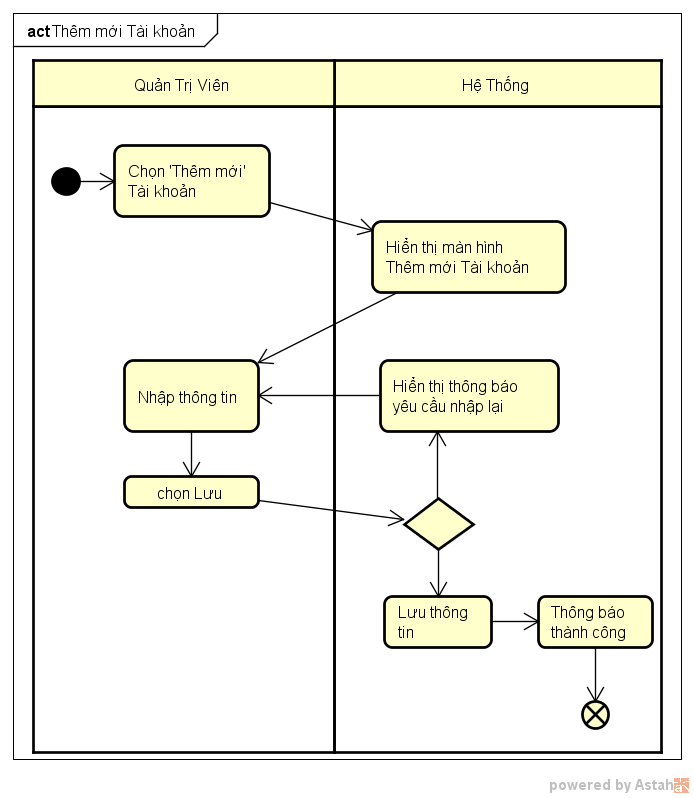 act Thêm mới Tài khoản
Quản Trị Viên
Hệ Thống
Chọn 'Thêm mới'
Tài khoản
Hiển thị màn hình
Thêm mới Tài khoản
Nhập thông tin
Hiển thị thông báo
yêu cầu nhập lại
chọn Lưu
Lưu thông
tin
Thông báo
thành công
powered by Astah